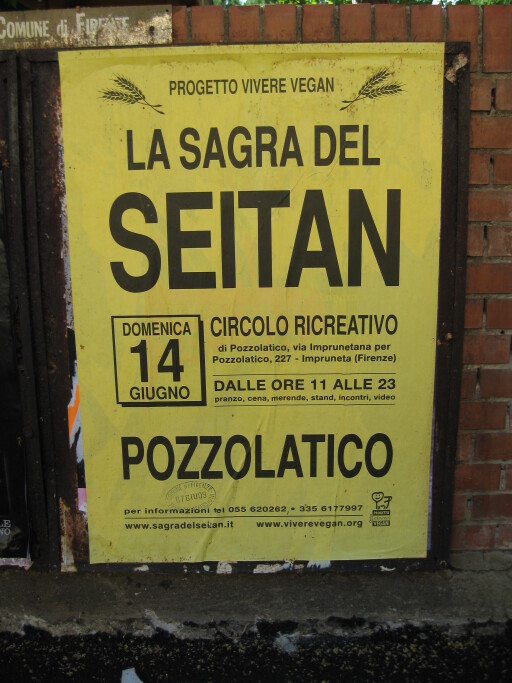 COMUNE di FIRENZE
PROGETTO VIVERE VEGAN
LA SAGRA DEL
SEITAN
DOMENICA
14
GIUGNO
CIRCOLO RICREATIVO
di Pozzolatico, via Imprunetana per
Pozzolatico, 227 - Impruneta (Firenze)
DALLE ORE 11 ALLE 23
pranzo, cena, merende, stand, incontri, video
POZZOLATICO
per informazioni tel 055 620262 • 335 6177997
www.sagradelseitan.it www.viverevegan.org
VEGAN